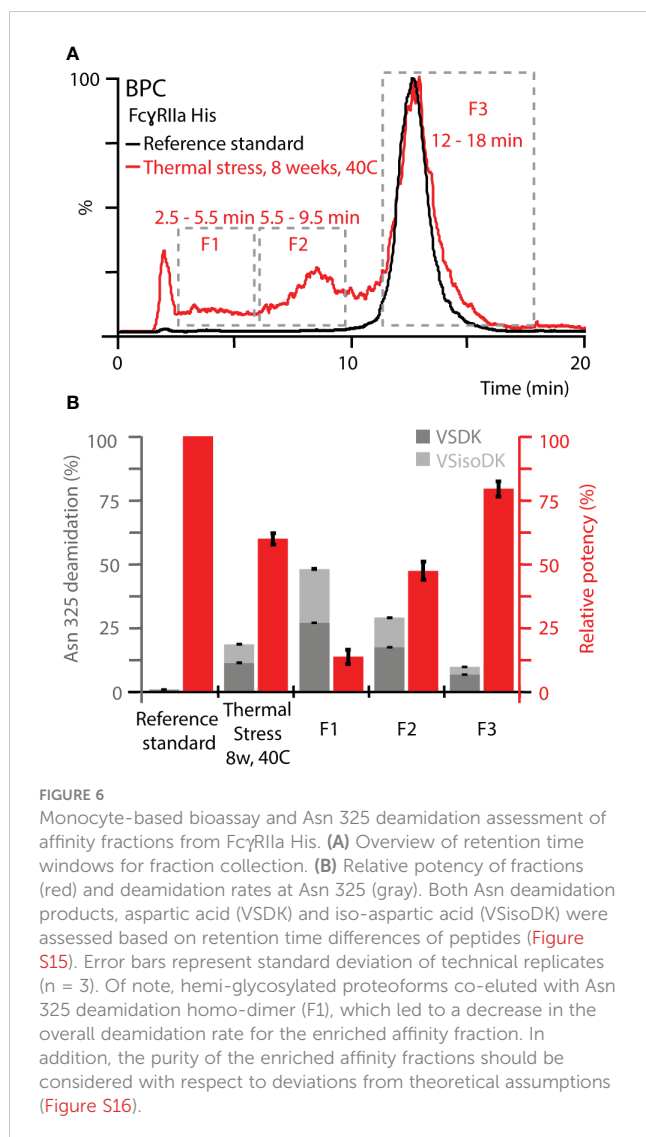 A
100
BPC
FcɣRIIa His
Reference standard
Thermal stress, 8 weeks, 40C
F3
12 - 18 min
%
2.5 - 5.5 min 5.5 - 9.5 min
F1
F2
0
10
20
Time (min)
B
100
75
50
25
0
Asn 325 deamidation (%)
VSDK
VSisoDK
100
75
50
25
0
Relative potency (%)
Reference
standard
Thermal
Stress
8w, 40C
F1
F2
F3
FIGURE 6
Monocyte-based bioassay and Asn 325 deamidation assessment of
affinity fractions from FcγRIIa His. (A) Overview of retention time
windows for fraction collection. (B) Relative potency of fractions
(red) and deamidation rates at Asn 325 (gray). Both Asn deamidation
products, aspartic acid (VSDK) and iso-aspartic acid (VSisoDK) were
assessed based on retention time differences of peptides (Figure
S15). Error bars represent standard deviation of technical replicates
(n = 3). Of note, hemi-glycosylated proteoforms co-eluted with Asn
325 deamidation homo-dimer (F1), which led to a decrease in the
overall deamidation rate for the enriched affinity fraction. In
addition, the purity of the enriched affinity fractions should be
considered with respect to deviations from theoretical assumptions
(Figure S16).